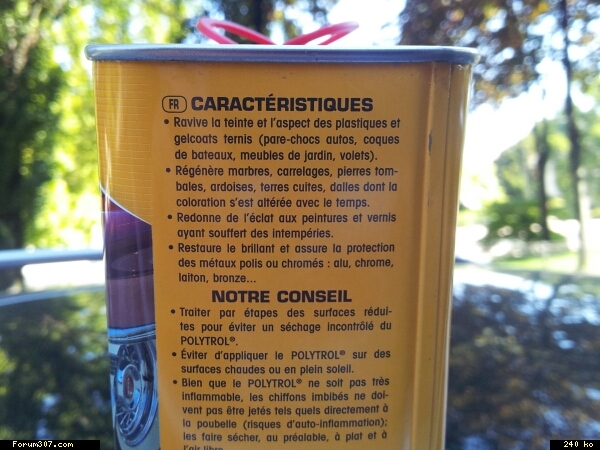 FR CARACTÉRISTIQUES
• Ravive la teinte et l'aspect des plastiques et
gelcoats ternis (pare-chocs autos, coques
de bateaux, meubles de jardin, volets).
• Régénère marbres, carrelages, pierres tom-
bales, ardoises, terres cuites, dalles dont la
coloration s'est altérée avec le temps.
• Redonne de l'éclat aux peintures et vernis
ayant souffert des intempéries.
• Restaure le brillant et assure la protection
des métaux polis ou chromés : alu, chrome,
laiton, bronze...
NOTRE CONSEIL
• Traiter par étapes des surfaces rédui-
tes pour éviter un séchage incontrôlé du
POLYTROL®.
• Éviter d'appliquer le POLYTROL® sur des
surfaces chaudes ou en plein soleil.
• Bien que le POLYTROL® ne soit pas très
inflammable, les chiffons imbibés ne doi-
vent pas être jetés tels quels directement à
la poubelle (risques d'auto-inflammation);
les faire sécher, au préalable, à plat et à
l'air libre
Forum307.com
240 ko